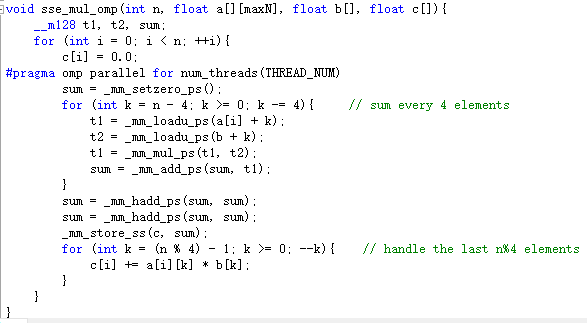 void sse_mul_omp(int n, float a[][maxN], float b[], float c[]){
    __m128 t1, t2, sum;
    for (int i = 0; i < n; ++i){
        c[i] = 0.0;
#pragma omp parallel for num_threads(THREAD_NUM)
        sum = _mm_setzero_ps();
        for (int k = n - 4; k >= 0; k -= 4){     // sum every 4 elements
            t1 = _mm_loadu_ps(a[i] + k);
            t2 = _mm_loadu_ps(b + k);
            t1 = _mm_mul_ps(t1, t2);
            sum = _mm_add_ps(sum, t1);
        }
        sum = _mm_hadd_ps(sum, sum);
        sum = _mm_hadd_ps(sum, sum);
        _mm_store_ss(c, sum);
        for (int k = (n % 4) - 1; k >= 0; --k){     // handle the last n%4 elements
            c[i] += a[i][k] * b[k];
        }
    }
}